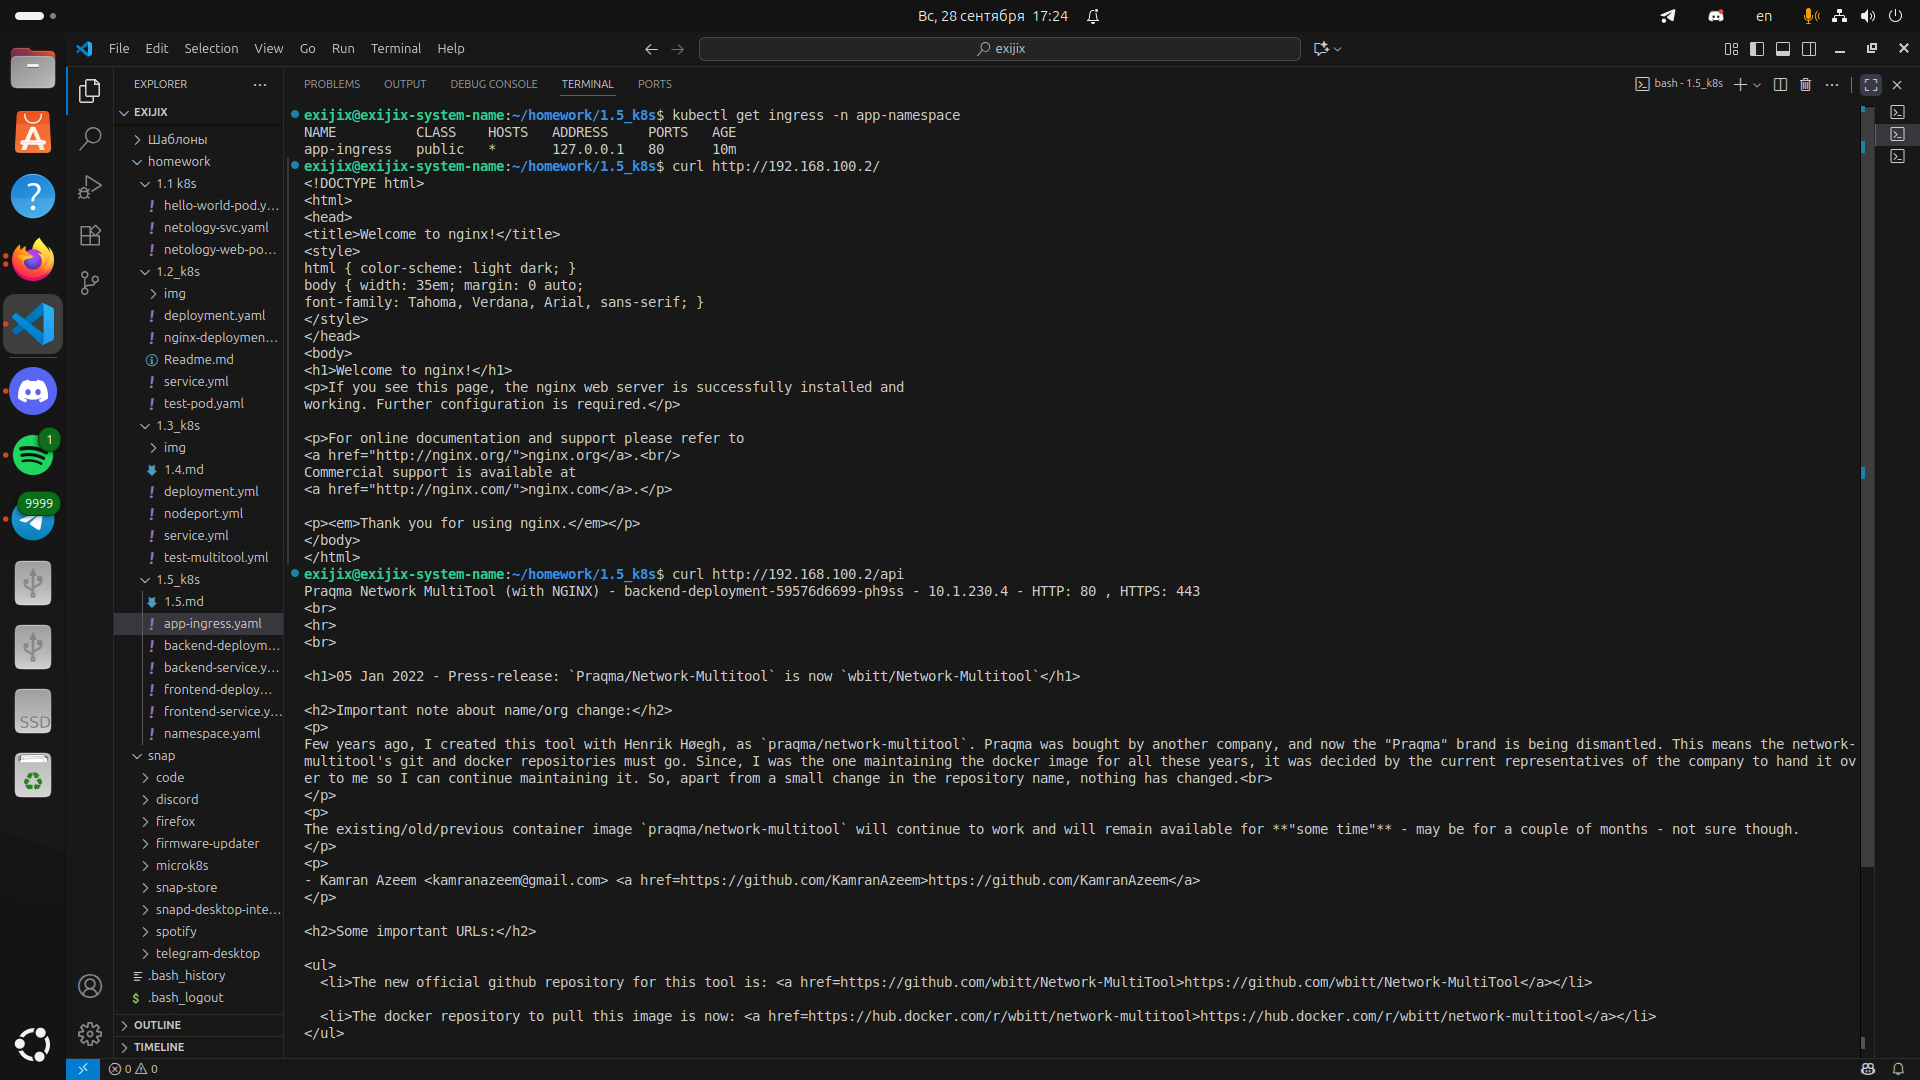 Вс, 28 сентября 17:24
en
File Edit Selection View Go Run Terminal Help
exijix
EXPLORER
EXIJIX
Шаблоны
homework
1.1 k8s
hello-world-pod.y...
netology-svc.yaml
netology-web-po...
1.2_k8s
img
deployment.yaml
nginx-deploymen...
Readme.md
service.yml
test-pod.yaml
1.3_k8s
img
1.4.md
deployment.yml
nodeport.yml
service.yml
test-multitool.yml
1.5_k8s
1.5.md
app-ingress.yaml
backend-deploym...
backend-service.y...
frontend-deploy...
frontend-service.y...
namespace.yaml
snap
code
discord
firefox
firmware-updater
microk8s
snap-store
snapd-desktop-inte...
spotify
telegram-desktop
.bash_history
.bash_logout
OUTLINE
TIMELINE
1
9999
SSD
PROBLEMS OUTPUT DEBUG CONSOLE TERMINAL PORTS
bash - 1.5_k8s
exijix@exijix-system-name:~/homework/1.5_k8s$ kubectl get ingress -n app-namespace
NAME CLASS HOSTS ADDRESS PORTS AGE
app-ingress public * 127.0.0.1 80 10m
exijix@exijix-system-name:~/homework/1.5_k8s$ curl http://192.168.100.2/
<!DOCTYPE html>
<html>
<head>
<title>Welcome to nginx!</title>
<style>
html { color-scheme: light dark; }
body { width: 35em; margin: 0 auto;
font-family: Tahoma, Verdana, Arial, sans-serif; }
</style>
</head>
<body>
<h1>Welcome to nginx!</h1>
<p>If you see this page, the nginx web server is successfully installed and
working. Further configuration is required.</p>
<p>For online documentation and support please refer to
<a href="http://nginx.org/">nginx.org</a>.<br/>
Commercial support is available at
<a href="http://nginx.com/">nginx.com</a>.</p>
<p><em>Thank you for using nginx.</em></p>
</body>
</html>
exijix@exijix-system-name:~/homework/1.5_k8s$ curl http://192.168.100.2/api
Praqma Network MultiTool (with NGINX) - backend-deployment-59576d6699-ph9ss - 10.1.230.4 - HTTP: 80 , HTTPS: 443
<br>
<hr>
<br>
<h1>05 Jan 2022 - Press-release: `Praqma/Network-Multitool` is now `wbitt/Network-Multitool`</h1>
<h2>Important note about name/org change:</h2>
<p>
Few years ago, I created this tool with Henrik Høegh, as `praqma/network-multitool`. Praqma was bought by another company, and now the "Praqma" brand is being dismantled. This means the network-
multitool's git and docker repositories must go. Since, I was the one maintaining the docker image for all these years, it was decided by the current representatives of the company to hand it ov
er to me so I can continue maintaining it. So, apart from a small change in the repository name, nothing has changed.<br>
</p>
<p>
The existing/old/previous container image `praqma/network-multitool` will continue to work and will remain available for **"some time"** - may be for a couple of months - not sure though.
</p>
<p>
- Kamran Azeem <kamranazeem@gmail.com> <a href=https://github.com/KamranAzeem>https://github.com/KamranAzeem</a>
</p>
<h2>Some important URLs:</h2>
<ul>
<li>The new official github repository for this tool is: <a href=https://github.com/wbitt/Network-MultiTool>https://github.com/wbitt/Network-MultiTool</a></li>
<li>The docker repository to pull this image is now: <a href=https://hub.docker.com/r/wbitt/network-multitool>https://hub.docker.com/r/wbitt/network-multitool</a></li>
</ul>
0 0